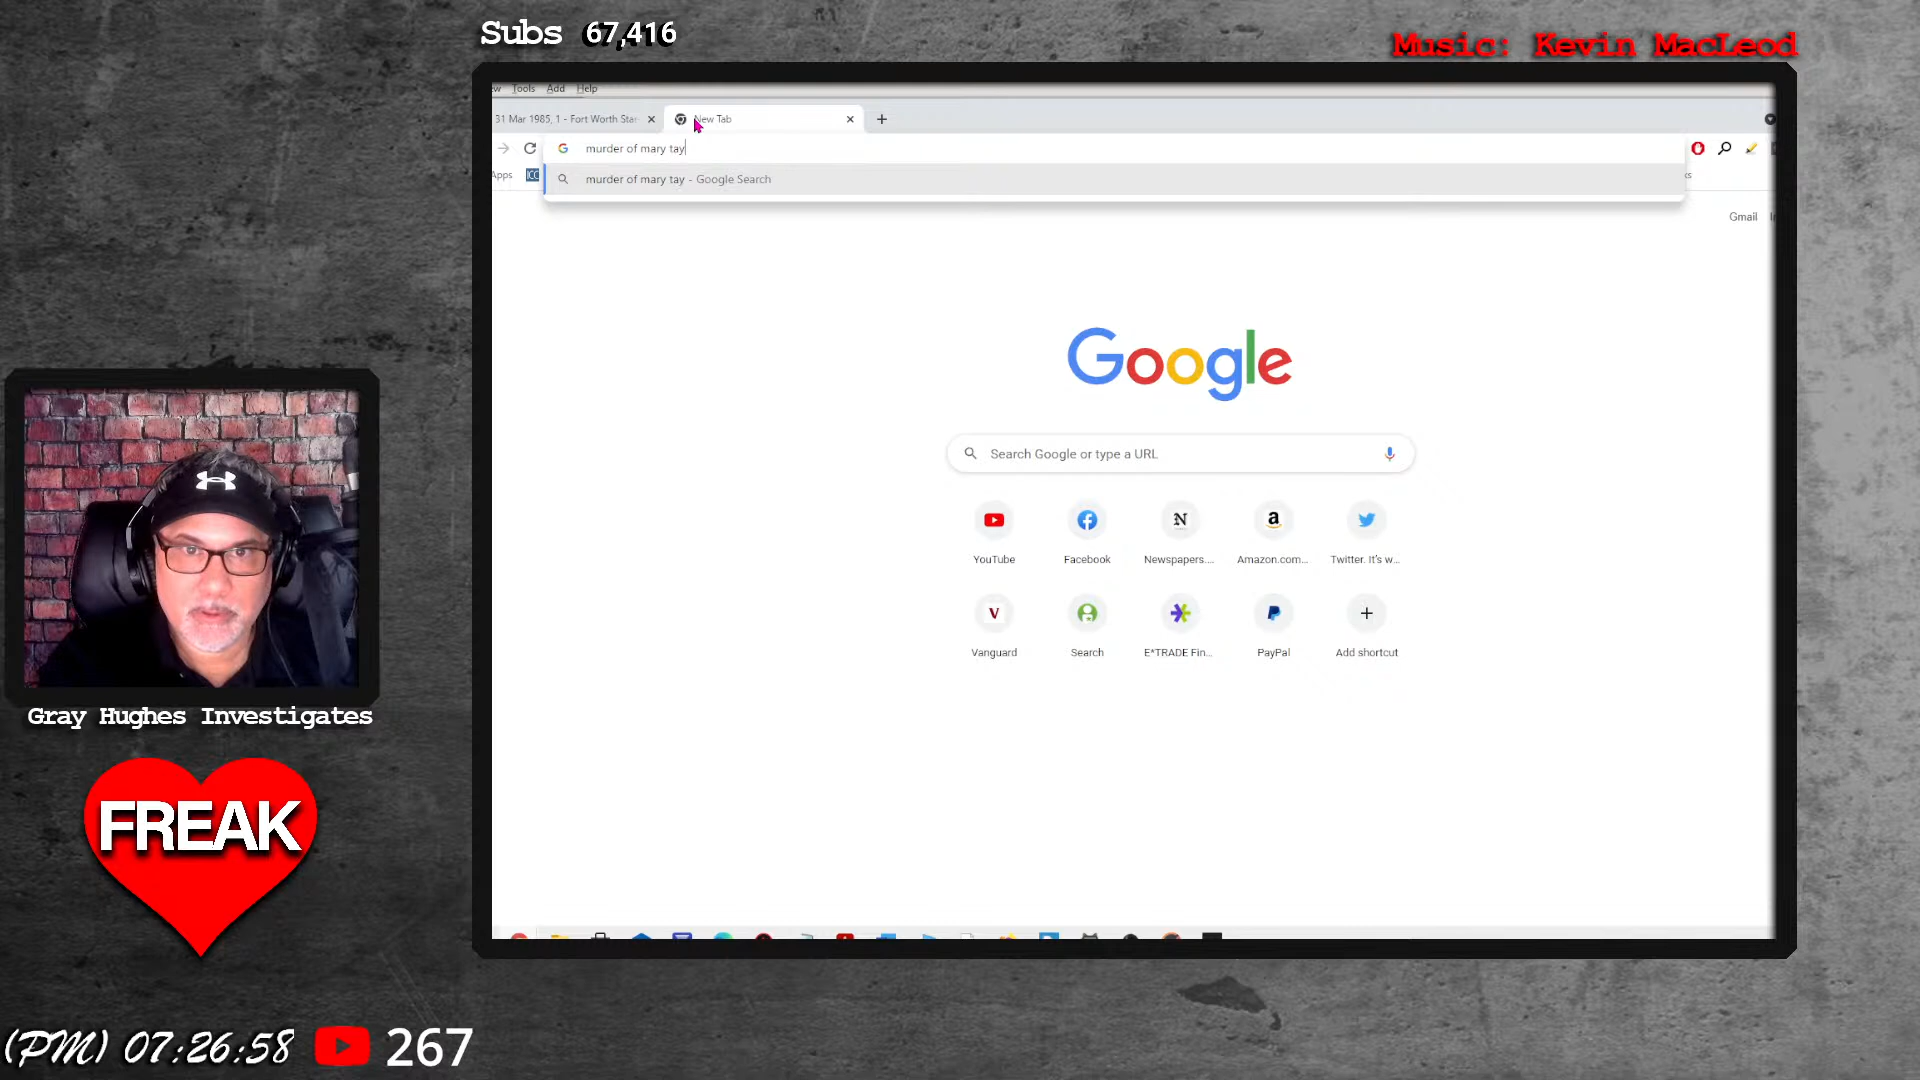 Subs 67,416
Music: Kevin MacLeod
ew Tools Add Help
31 Mar 1985, 1 - Fort Worth Sta
New Tab
murder of mary tay
Apps
murder of mary tay - Google Search
ks
Gmail
Google
Search Google or type a URL
YouTube
Facebook
Newspapers....
Amazon.com...
Twitter. It's w...
Vanguard
Search
E*TRADE Fin...
PayPal
Add shortcut
Gray Hughes Investigates
FREAK
(PM) 07:26:58
267